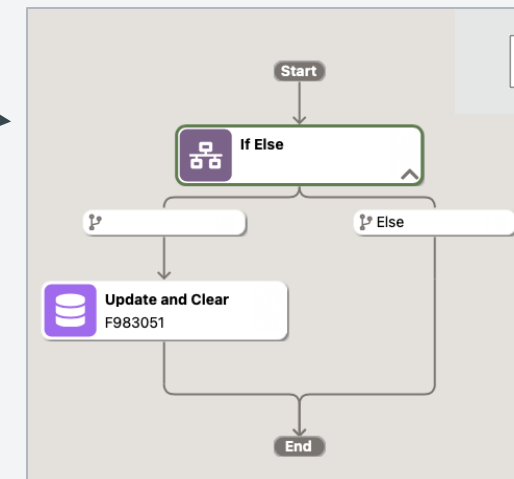 Start
If Else
Else
Update and Clear
F983051
End